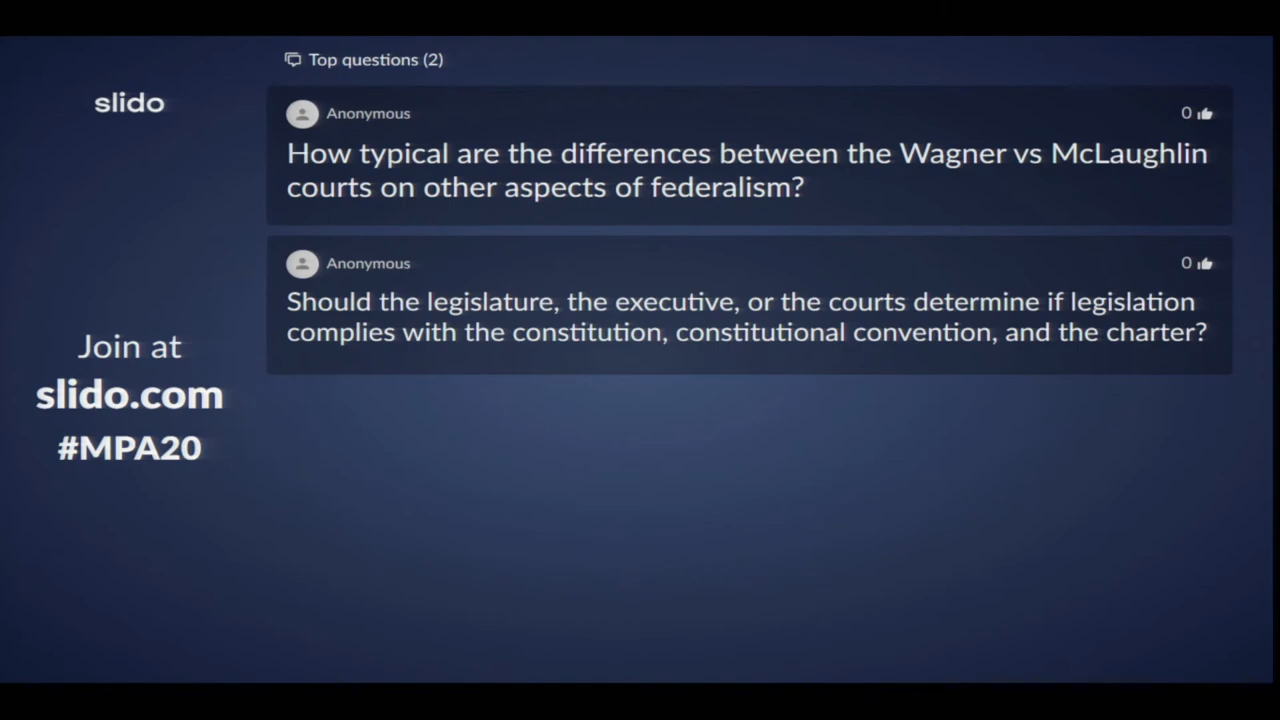 Top questions (2)
slido
Anonymous
0
How typical are the differences between the Wagner vs McLaughlin
courts on other aspects of federalism?
Anonymous
0
Should the legislature, the executive, or the courts determine if legislation
complies with the constitution, constitutional convention, and the charter?
Join at
slido.com
#MPA20